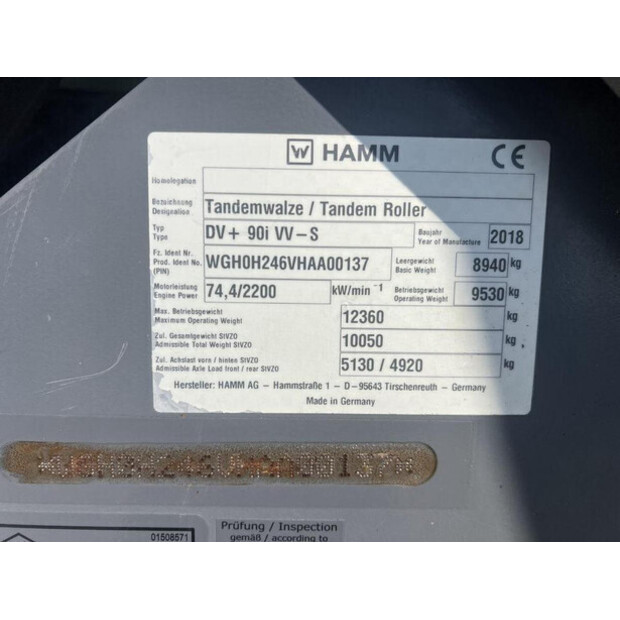 HAMM CE
Homologation
Bezeichnung
Designation Tandemwalze / Tandem Roller
Typ
Type DV+ 90i VV-S Baujahr
Year of Manufacture 2018
Fz. Ident Nr.
Prod. Ident No.
(PIN) WGH0H246VHAA00137 Leergewicht
Basic Weight 8940 kg
Motorleistung
Engine Power 74,4/2200 kW/min⁻¹ Betriebsgewicht
Operating Weight 9530 kg
Max. Betriebsgewicht
Maximum Operating Weight 12360 kg
Zul. Gesamtgewicht StVZO
Admissible Total Weight StVZO 10050 kg
Zul. Achslast vorn / hinten StVZO
Admissible Axle Load front / rear StVZO 5130 / 4920 kg
Hersteller: HAMM AG – Hammstraße 1 – D–95643 Tirschenreuth – Germany
Made in Germany
01508571
Prüfung / Inspection
gemäß / according to